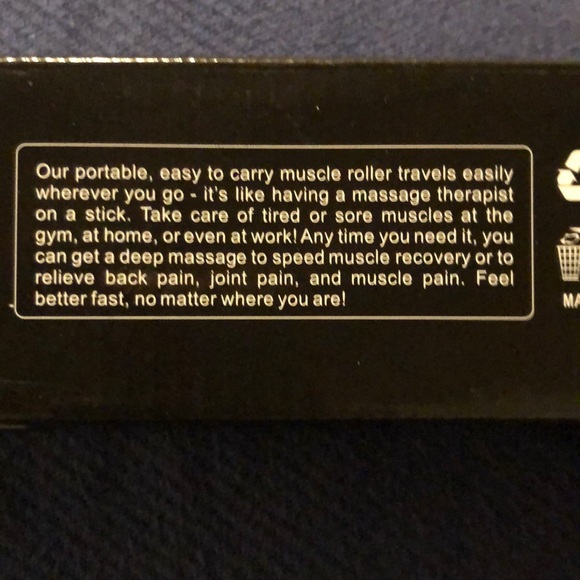 Our portable, easy to carry muscle roller travels easily
wherever you go - it's like having a massage therapist
on a stick. Take care of tired or sore muscles at the
gym, at home, or even at work! Any time you need it, you
can get a deep massage to speed muscle recovery or to
relieve back pain, joint pain, and muscle pain. Feel
better fast, no matter where you are!
MA